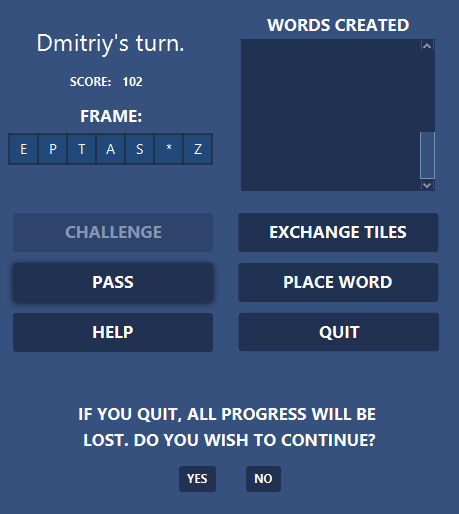 Dmitriy's turn.
SCORE: 102
FRAME:
E P T A S * Z
WORDS CREATED
CHALLENGE
EXCHANGE TILES
PASS
PLACE WORD
HELP
QUIT
IF YOU QUIT, ALL PROGRESS WILL BE
LOST. DO YOU WISH TO CONTINUE?
YES
NO